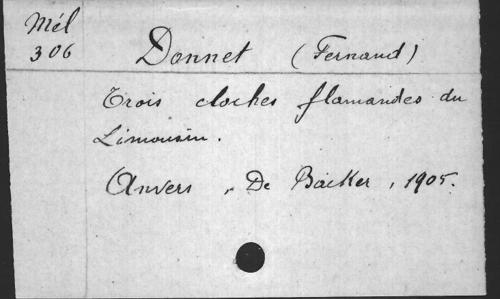 Mél
306
Donnet (Fernand)
Trois cloches flamandes du
Limousin.
Anvers, De Backer, 1905.